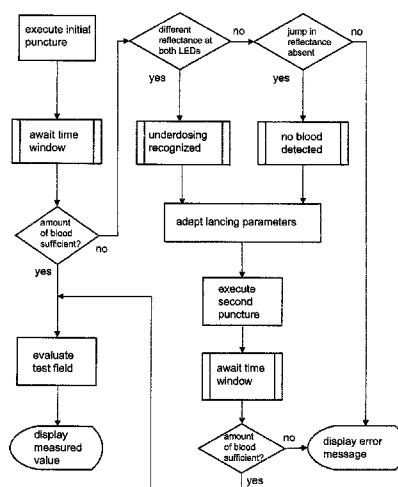 execute initial
puncture
await time
window
amount
of blood
sufficient?
no
yes
evaluate
test field
display
measured
value
different
reflectance at
both LEDs
no
yes
underdosing
recognized
jump in
reflectance
absent
no
yes
no blood
detected
adapt lancing parameters
execute
second
puncture
await time
window
amount
of blood
sufficient?
no
yes
display error
message